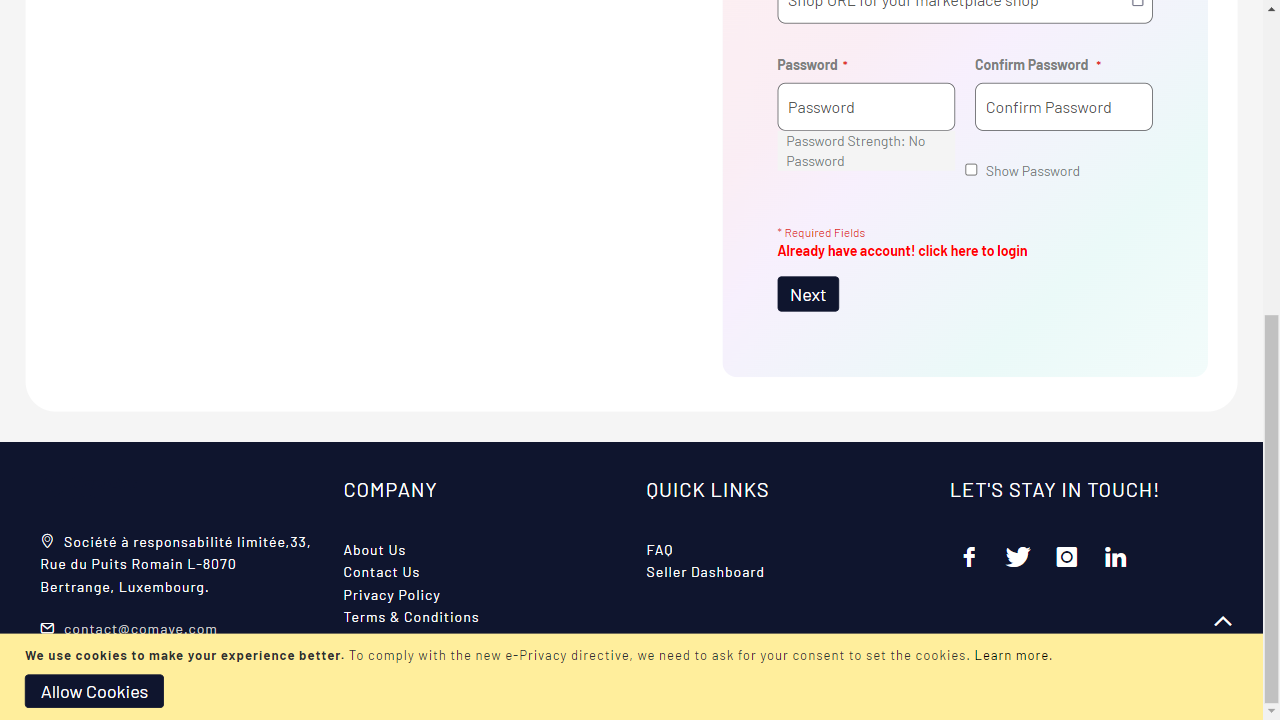 Shop URL for your marketplace shop
Password *
Confirm Password *
Password
Confirm Password
Password Strength: No
Password
Show Password
* Required Fields
Already have account! click here to login
Next
COMPANY
QUICK LINKS
LET'S STAY IN TOUCH!
Société à responsabilité limitée,33,
Rue du Puits Romain L-8070
Bertrange, Luxembourg.
contact@comave.com
About Us
Contact Us
Privacy Policy
Terms & Conditions
FAQ
Seller Dashboard
We use cookies to make your experience better. To comply with the new e-Privacy directive, we need to ask for your consent to set the cookies. Learn more.
Allow Cookies